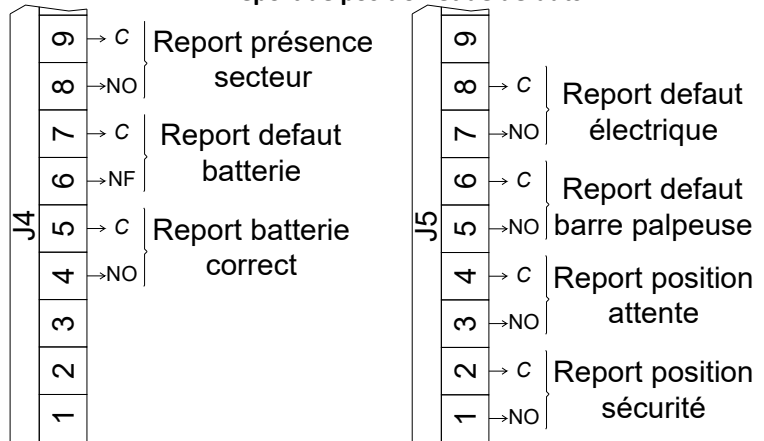 J4
9 → C Report présence
8 → NO secteur
7 → C Report defaut
6 → NF batterie
5 → C Report batterie
4 → NO correct
3
2
1
J5
9
8 → C Report defaut
7 → NO électrique
6 → C Report defaut
5 → NO barre palpeuse
4 → C Report position
3 → NO attente
2 → C Report position
1 → NO sécurité